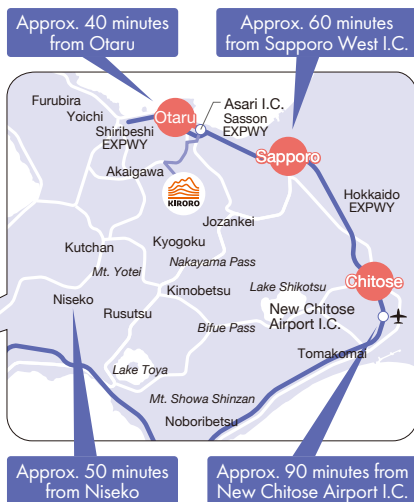 Approx. 40 minutes
from Otaru
Approx. 60 minutes
from Sapporo West I.C.
Furubira
Yoichi
Shiribeshi
EXPWY
Otaru
Asari I.C.
Sasson
EXPWY
Sapporo
Akaigawa
KIRORO
Hokkaido
EXPWY
Jozankei
Kutchan
Kyogoku
Nakayama Pass
Mt. Yotei
Chitose
Niseko
Kimobetsu
Lake Shikotsu
Rusutsu
New Chitose
Airport I.C.
Bifue Pass
Tomakomai
Lake Toya
Mt. Showa Shinzan
Noboribetsu
Approx. 50 minutes
from Niseko
Approx. 90 minutes from
New Chitose Airport I.C.